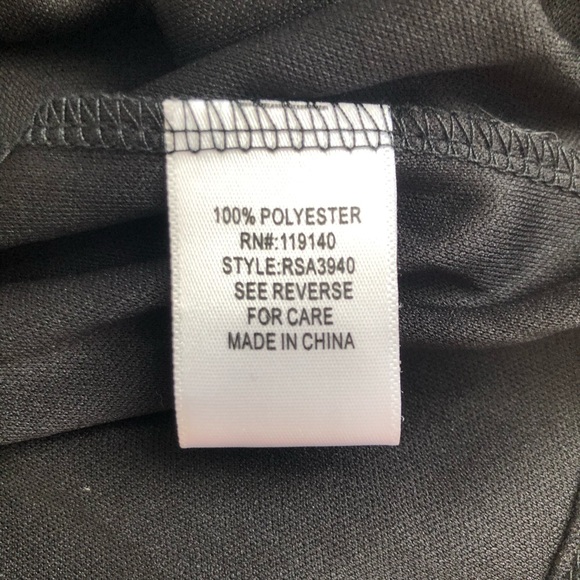 100% POLYESTER
RN#:119140
STYLE:RSA3940
SEE REVERSE
FOR CARE
MADE IN CHINA